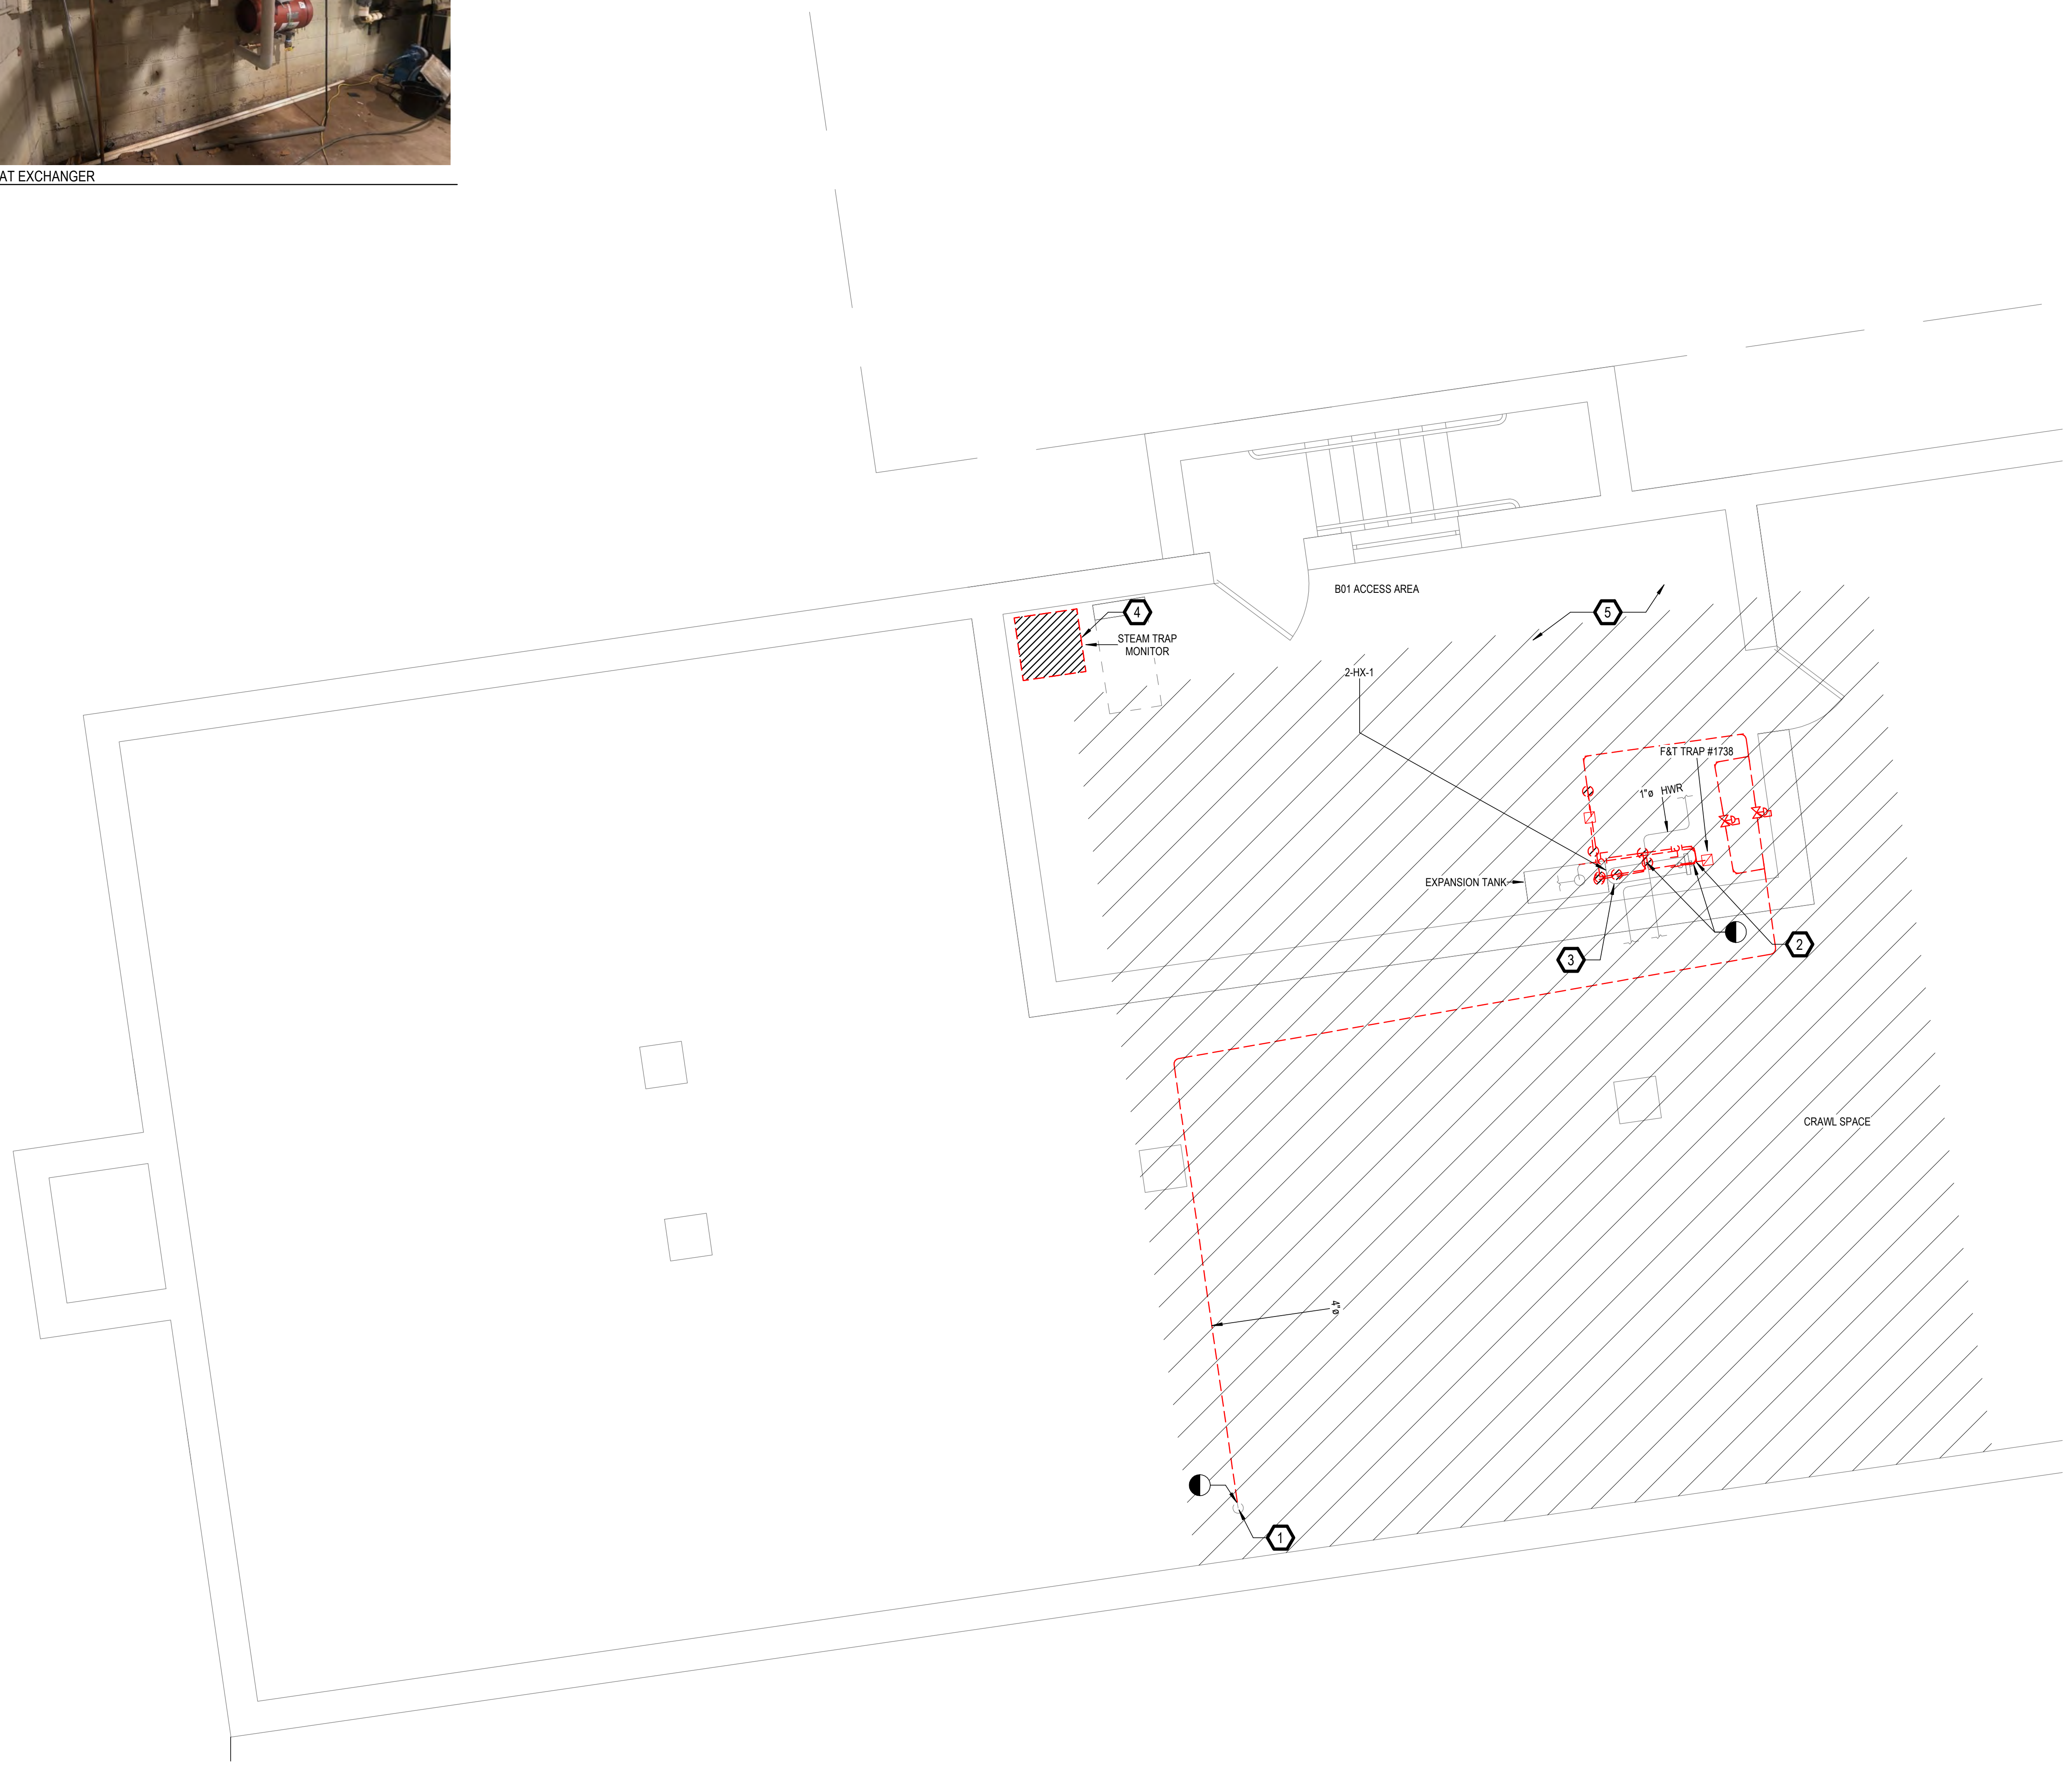 AT EXCHANGER
B01 ACCESS AREA
4
5
STEAM TRAP
MONITOR
2-HX-1
F&T TRAP #1738
1"ø HWR
EXPANSION TANK
3
2
CRAWL SPACE
4"ø
1